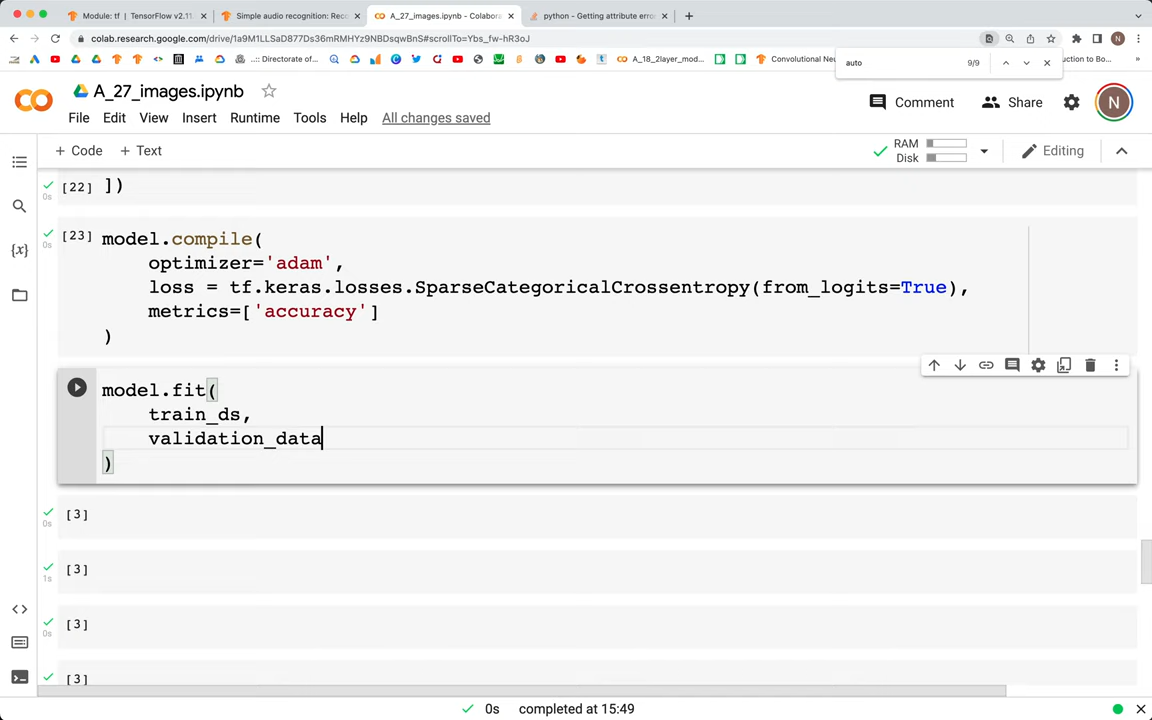 Module: tf | TensorFlow v2.11.
Simple audio recognition: Reco
A_27_images.ipynb - Colabora
python - Getting attribute erro
colab.research.google.com/drive/1a9M1LLSaD877Ds36mRMHYz9NBDsqwBnS#scrollTo=Ybs_fw-hR3oJ
N
..:: Directorate of...
A_18_2layer_mod...
Convolutional Neu
uction to Bo...
auto
9/9
A_27_images.ipynb
Comment
Share
N
File Edit View Insert Runtime Tools Help All changes saved
+ Code + Text
RAM
Disk
Editing
0s [22] ])
0s [23] model.compile(
optimizer='adam',
loss = tf.keras.losses.SparseCategoricalCrossentropy(from_logits=True),
metrics=['accuracy']
)
model.fit(
train_ds,
validation_data
)
0s [3]
1s [3]
0s [3]
[3]
{x}
0s completed at 15:49